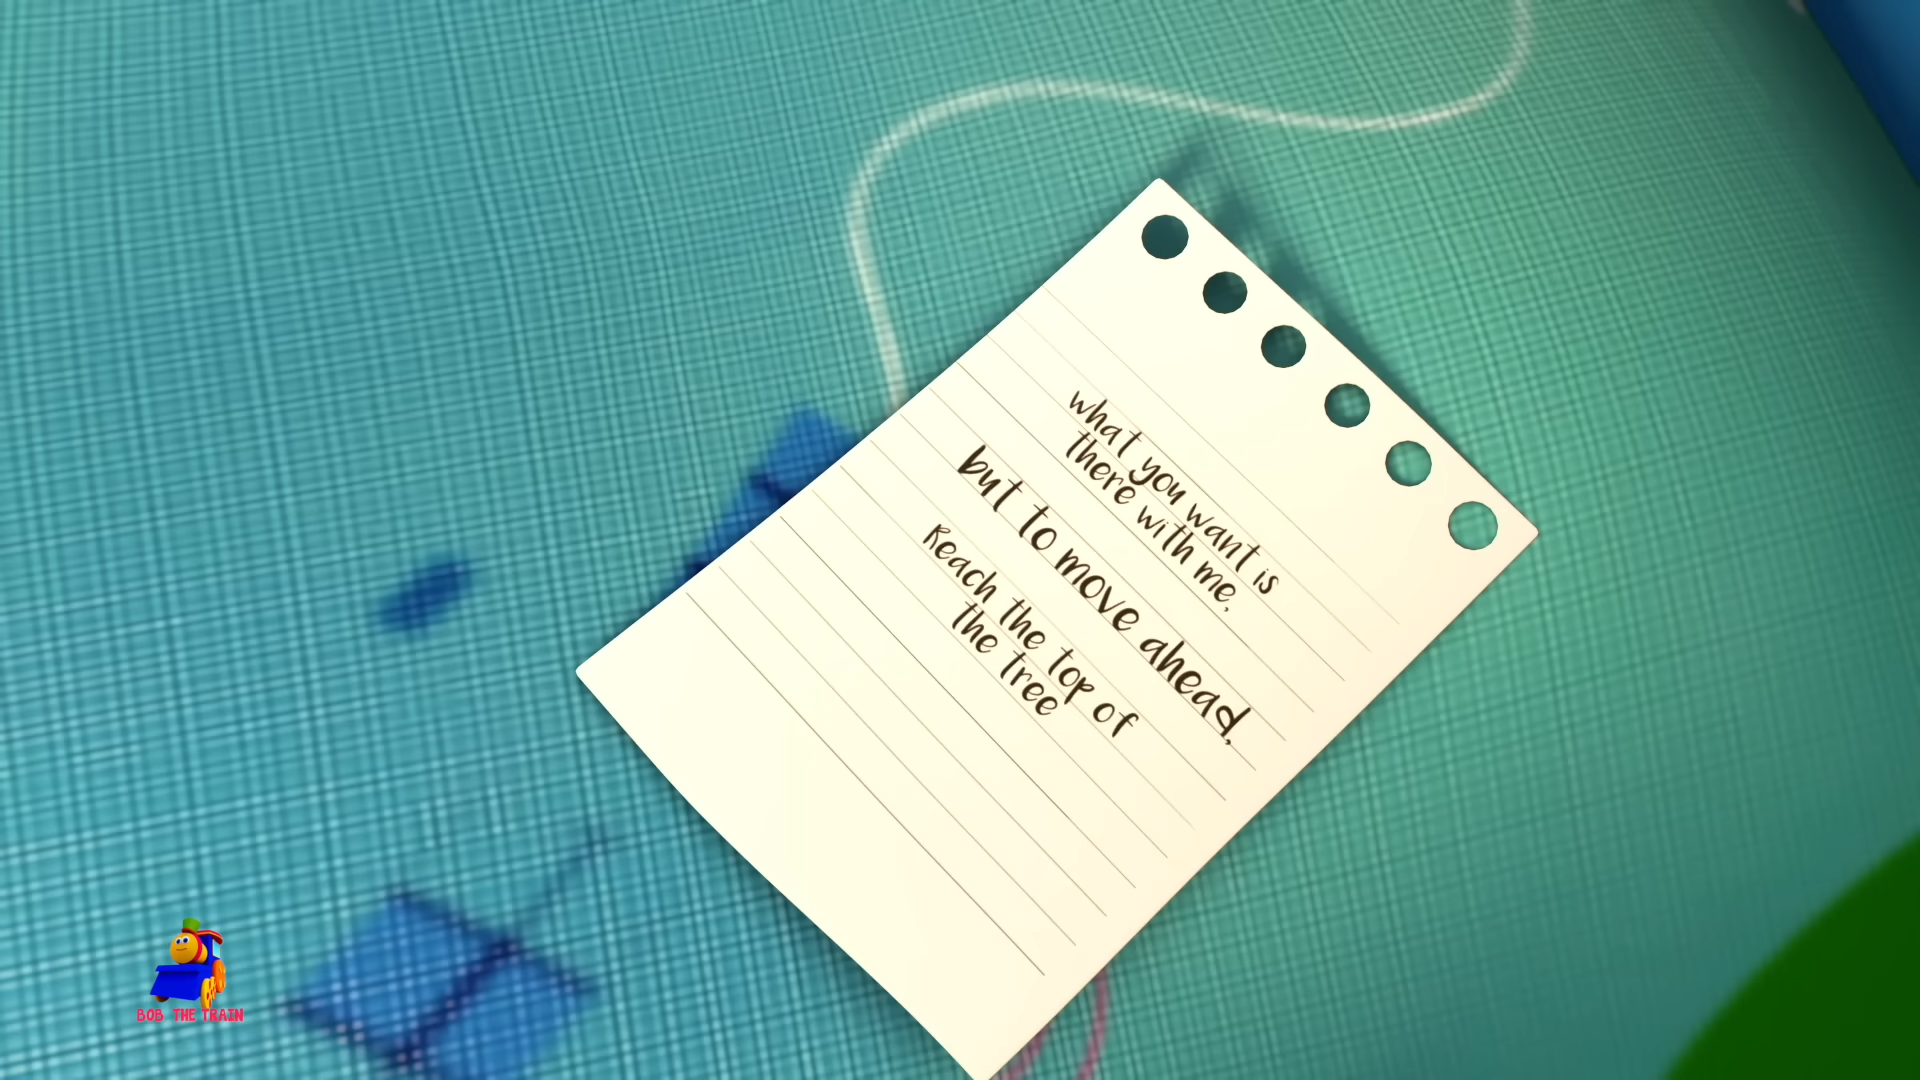 what you want is
there with me,
but to move ahead,
Reach the top of
the tree
BOB THE TRAIN